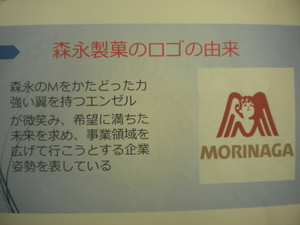 森永製菓のロゴの由来
森永のMをかたどった力
強い翼を持つエンゼル
が微笑み、希望に満ちた
未来を求め、事業領域を
広げて行こうとする企業
姿勢を表している
MORINAGA